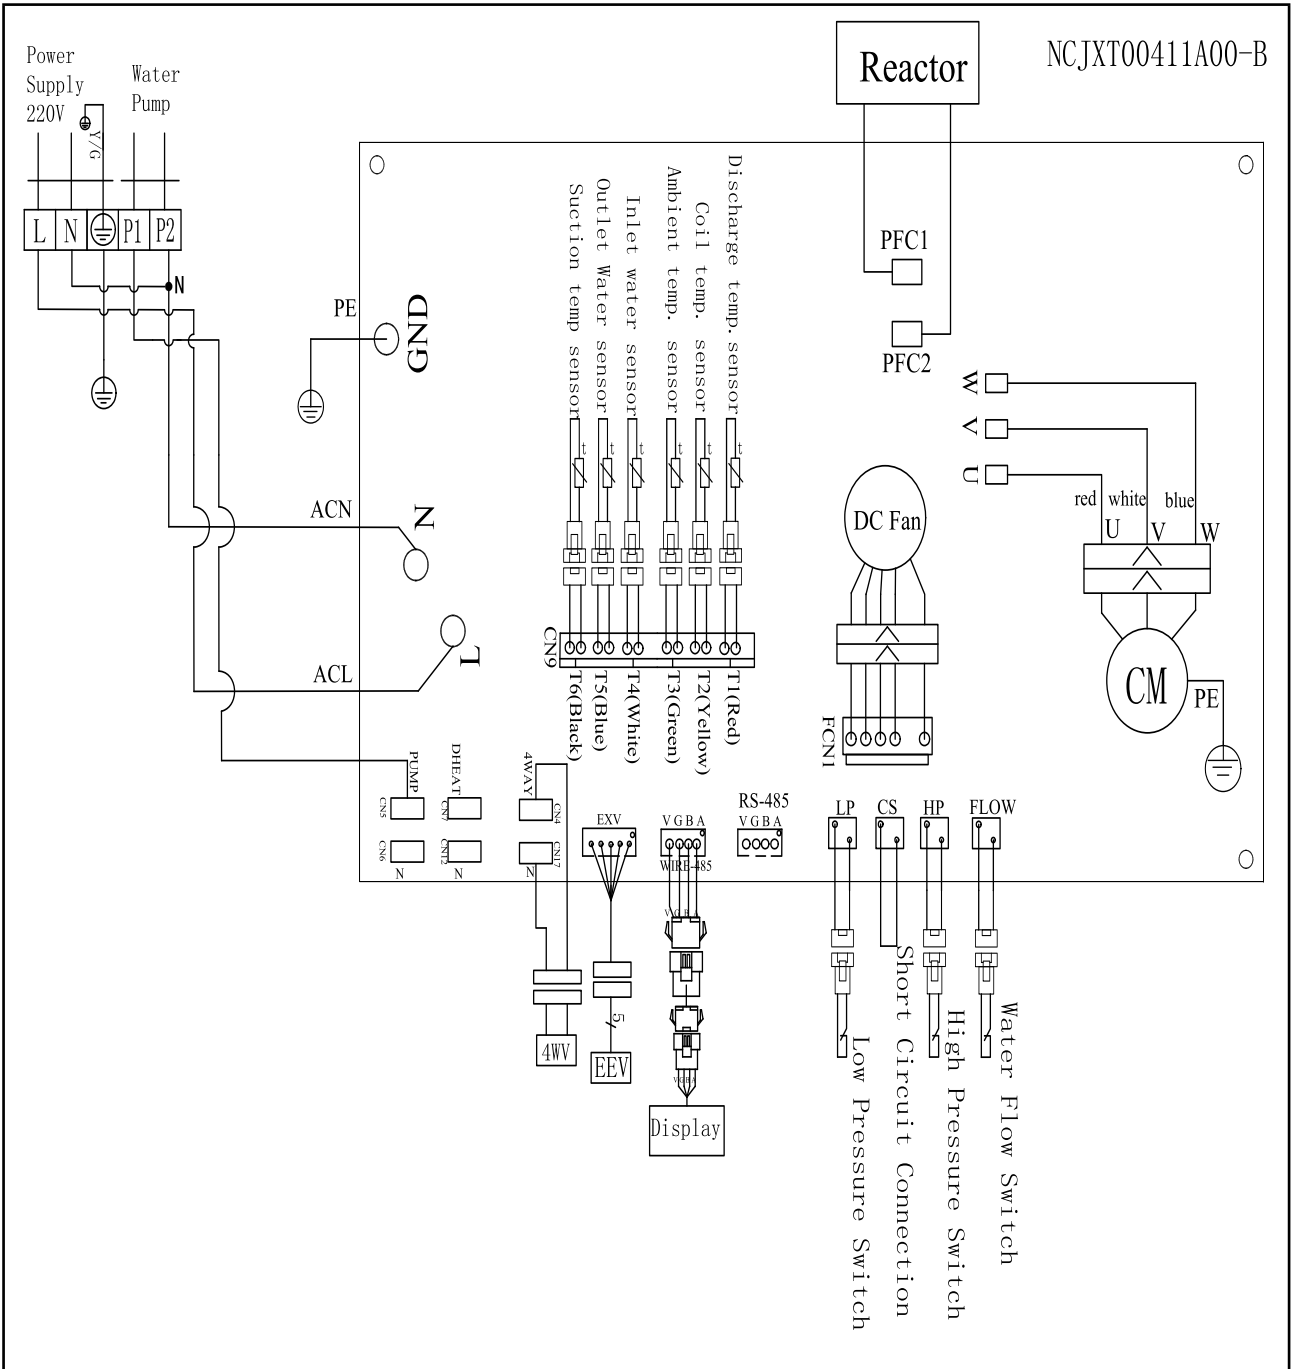 Power
Supply
220V
Water
Pump
Y/G
L N P1 P2
N
Reactor
NCJXT00411A00-B
PE
GND
ACN
N
ACL
L
Suction temp sensor
Outlet Water sensor
Inlet water sensor
Ambient temp. sensor
Coil temp. sensor
Discharge temp. sensor
t t t t t t
CN9
T6(Black)
T5(Blue)
T4(White)
T3(Green)
T2(Yellow)
T1(Red)
PFC1
PFC2
W
V
U
red white blue
U V W
DC Fan
FCN1
CM
PE
PUMP
CN5
CN6
N
DHEAT
CN7
CN12
N
4WAY
CN4
CN17
N
EXV
V G B A
WIRE-485
RS-485
V G B A
LP CS HP FLOW
V G B A
5
4WV
EEV
V G B A
Display
Low Pressure Switch
Short Circuit Connection
High Pressure Switch
Water Flow Switch